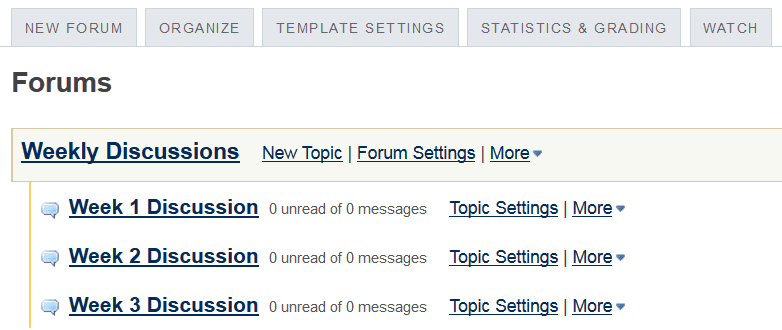 NEW FORUM ORGANIZE TEMPLATE SETTINGS STATISTICS & GRADING WATCH
Forums
Weekly Discussions New Topic | Forum Settings | More
Week 1 Discussion 0 unread of 0 messages Topic Settings | More
Week 2 Discussion 0 unread of 0 messages Topic Settings | More
Week 3 Discussion 0 unread of 0 messages Topic Settings | More